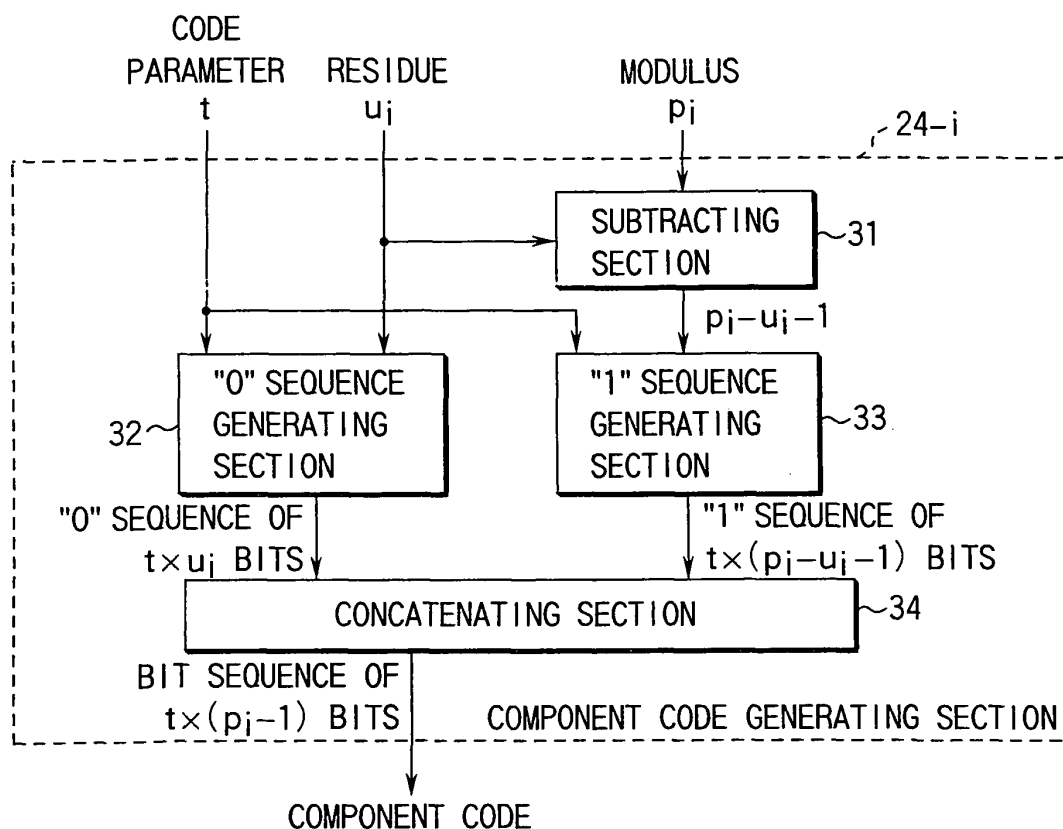 CODE
PARAMETER
t
RESIDUE
ui
MODULUS
pi
24-i
SUBTRACTING
SECTION
31
pi-ui-1
"0" SEQUENCE
GENERATING
SECTION
32
"1" SEQUENCE
GENERATING
SECTION
33
"0" SEQUENCE OF
t×ui BITS
"1" SEQUENCE OF
t×(pi-ui-1) BITS
CONCATENATING SECTION
34
BIT SEQUENCE OF
t×(pi-1) BITS
COMPONENT CODE GENERATING SECTION
COMPONENT CODE